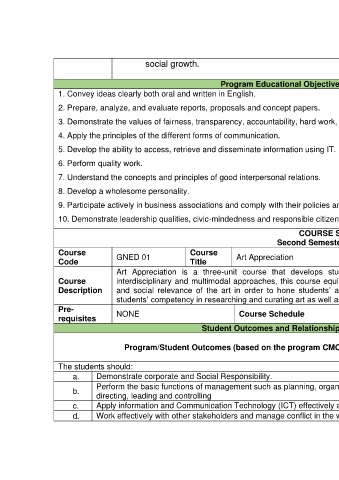 social growth.
Program Educational Objective
1. Convey ideas clearly both oral and written in English.
2. Prepare, analyze, and evaluate reports, proposals and concept papers.
3. Demonstrate the values of fairness, transparency, accountability, hard work,
4. Apply the principles of the different forms of communication.
5. Develop the ability to access, retrieve and disseminate information using IT.
6. Perform quality work.
7. Understand the concepts and principles of good interpersonal relations.
8. Develop a wholesome personality.
9. Participate actively in business associations and comply with their policies an
10. Demonstrate leadership qualities, civic-mindedness and responsible citizen
COURSE S
Second Semeste
Course Code GNED 01 Course Title Art Appreciation
Course Description
Art Appreciation is a three-unit course that develops stu
interdisciplinary and multimodal approaches, this course equi
and social relevance of the art in order to hone students' a
students' competency in researching and curating art as well a
Pre-requisites NONE Course Schedule
Student Outcomes and Relationship
Program/Student Outcomes (based on the program CMO
The students should:
a. Demonstrate corporate and Social Responsibility.
b. Perform the basic functions of management such as planning, organ
directing, leading and controlling
c. Apply information and Communication Technology (ICT) effectively a
d. Work effectively with other stakeholders and manage conflict in the w